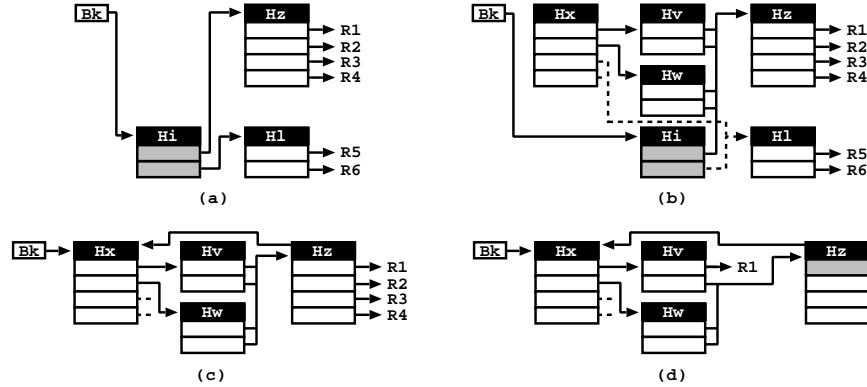 Bk
Hz
R1
R2
R3
R4
Hi
Hl
R5
R6
(a)
Bk
Hx
Hv
Hz
R1
R2
R3
R4
Hw
Hi
Hl
R5
R6
(b)
Bk
Hx
Hv
Hz
R1
R2
R3
R4
Hw
(c)
Bk
Hx
Hv
Hz
R1
Hw
(d)